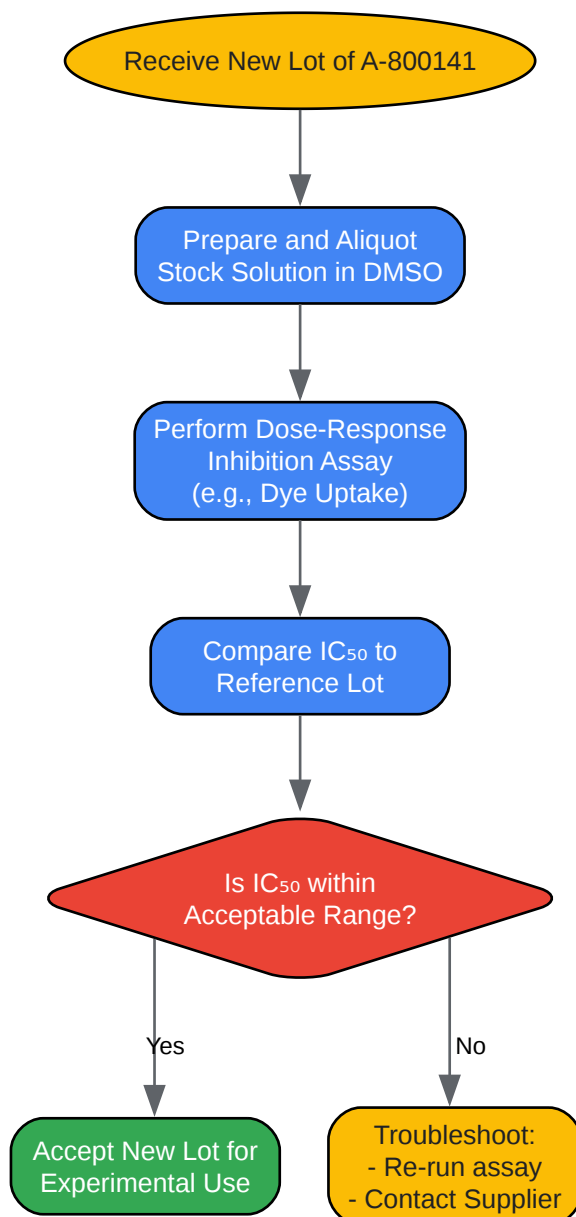 Receive New Lot of A-800141
Prepare and Aliquot
Stock Solution in DMSO
Perform Dose-Response
Inhibition Assay
(e.g., Dye Uptake)
Compare IC₅₀ to
Reference Lot
Is IC₅₀ within
Acceptable Range?
Yes
No
Accept New Lot for
Experimental Use
Troubleshoot:
- Re-run assay
- Contact Supplier